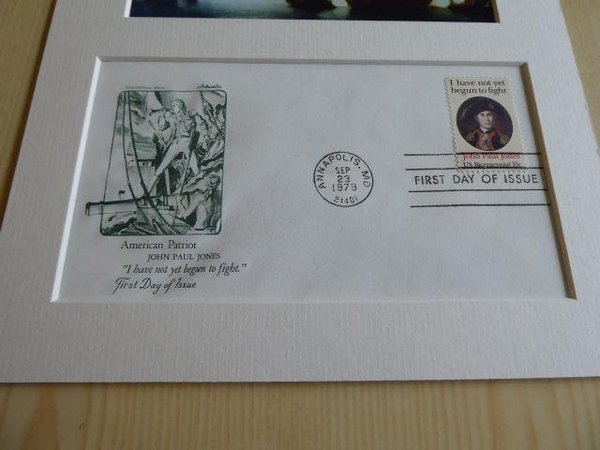 I have not yet
begun to fight
John Paul Jones
US Bicentennial 15c
ANNAPOLIS, MD
SEP
23
1979
21401
FIRST DAY OF ISSUE
American Patriot
JOHN PAUL JONES
"I have not yet begun to fight."
First Day of Issue